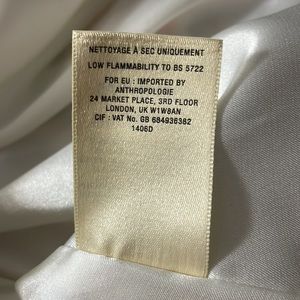 NETTOYAGE À SEC UNIQUEMENT
LOW FLAMMABILITY TO BS 5722
FOR EU : IMPORTED BY
ANTHROPOLOGIE
24 MARKET PLACE, 3RD FLOOR
LONDON, UK W1W8AN
CIF : VAT No. GB 684936382
1406D